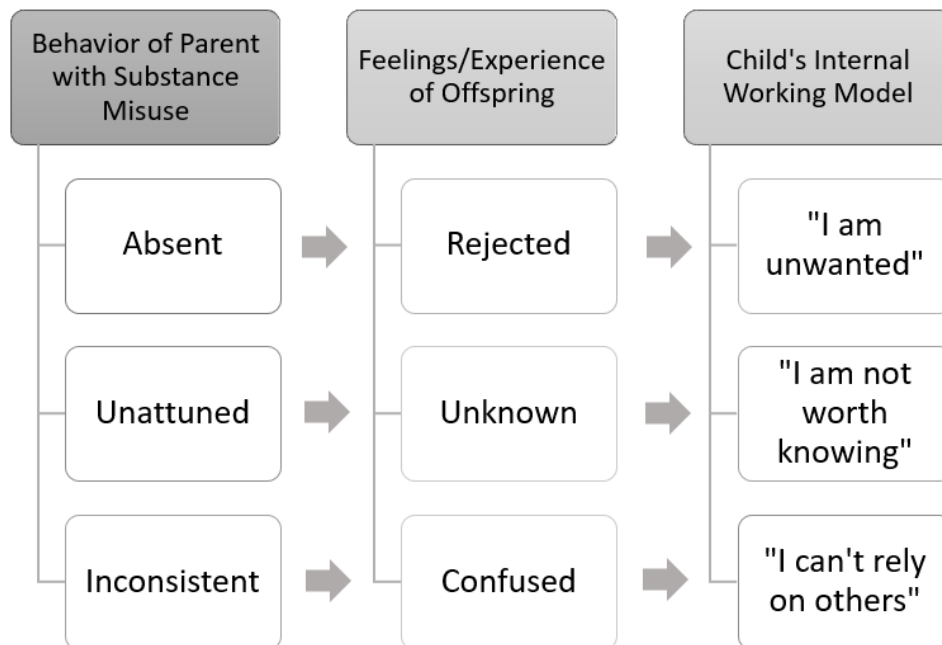 Behavior of Parent
with Substance
Misuse
Feelings/Experience
of Offspring
Child's Internal
Working Model
Absent
Rejected
"I am
unwanted"
Unattuned
Unknown
"I am not
worth
knowing"
Inconsistent
Confused
"I can't rely
on others"